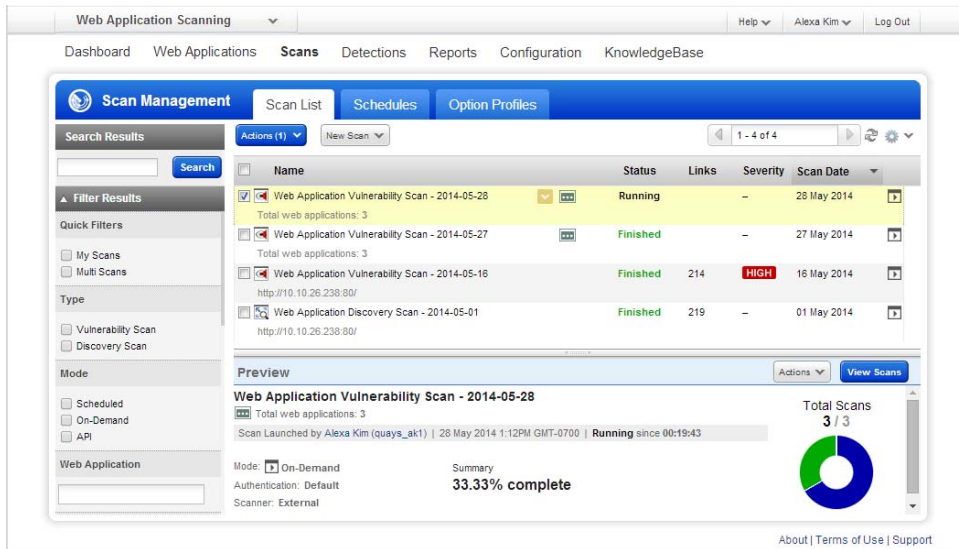 Web Application Scanning
Help
Alexa Kim
Log Out
Dashboard Web Applications Scans Detections Reports Configuration KnowledgeBase
Scan Management
Scan List
Schedules
Option Profiles
Search Results
Search
Filter Results
Quick Filters
My Scans
Multi Scans
Type
Vulnerability Scan
Discovery Scan
Mode
Scheduled
On-Demand
API
Web Application
Actions (1)
New Scan
1 - 4 of 4
Name Status Links Severity Scan Date
Web Application Vulnerability Scan - 2014-05-28 Running – 28 May 2014
Total web applications: 3
Web Application Vulnerability Scan - 2014-05-27 Finished – 27 May 2014
Total web applications: 3
Web Application Vulnerability Scan - 2014-05-16 Finished 214 HIGH 16 May 2014
http://10.10.26.238:80/
Web Application Discovery Scan - 2014-05-01 Finished 219 – 01 May 2014
http://10.10.26.238:80/
Preview
Actions
View Scans
Web Application Vulnerability Scan - 2014-05-28
Total web applications: 3
Scan Launched by Alexa Kim (quays_ak1) | 28 May 2014 1:12PM GMT-0700 | Running since 00:19:43
Mode: On-Demand
Authentication: Default
Scanner: External
Summary
33.33% complete
Total Scans
3 / 3
About | Terms of Use | Support